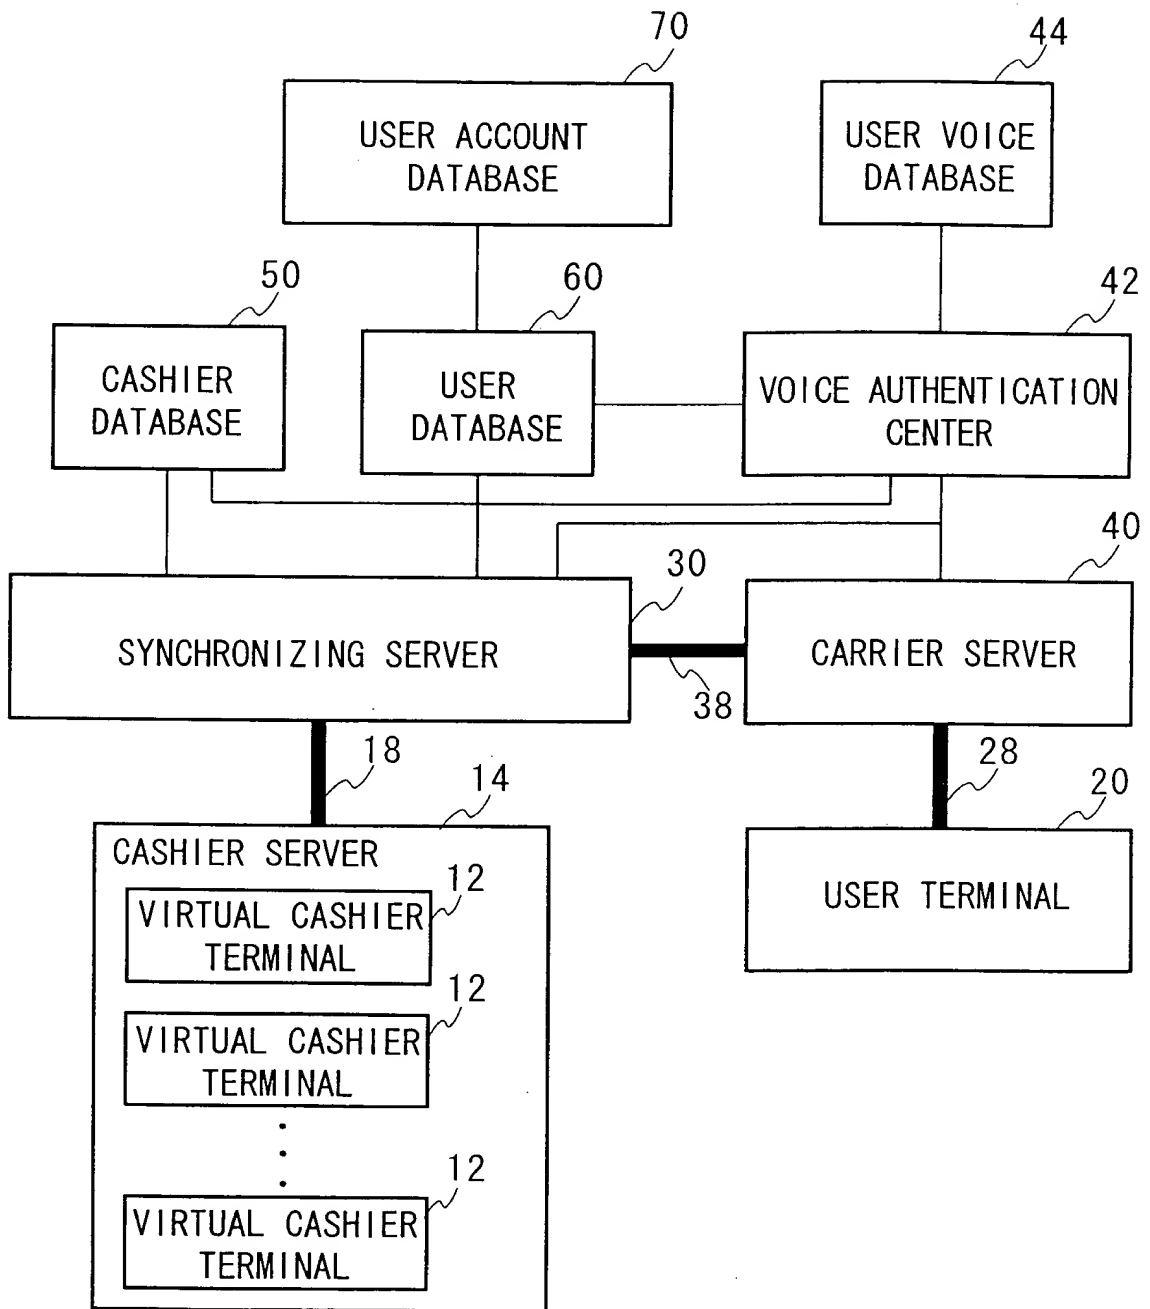 70
44
USER ACCOUNT
DATABASE
USER VOICE
DATABASE
50
60
42
CASHIER
DATABASE
USER
DATABASE
VOICE AUTHENTICATION
CENTER
40
30
SYNCHRONIZING SERVER
CARRIER SERVER
38
18
28
14
20
CASHIER SERVER
USER TERMINAL
12
VIRTUAL CASHIER
TERMINAL
12
VIRTUAL CASHIER
TERMINAL
12
VIRTUAL CASHIER
TERMINAL